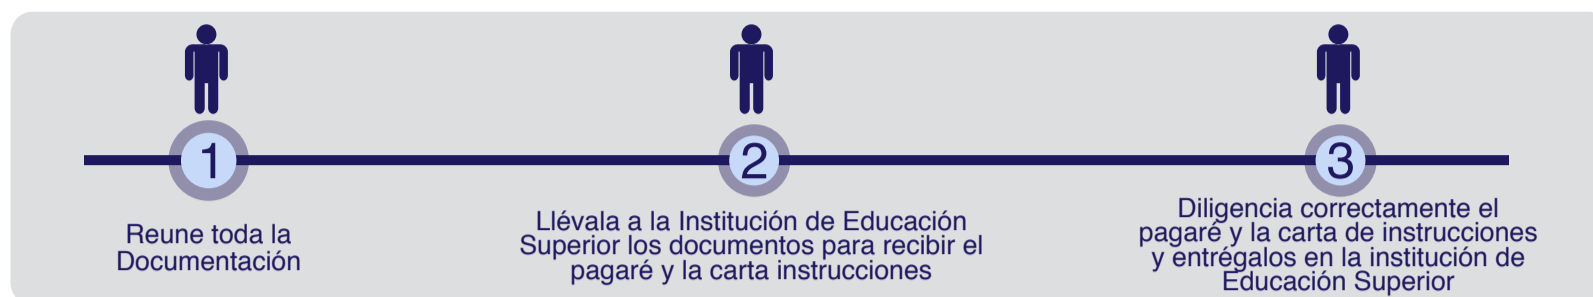 1
Reune toda la
Documentación
2
Llévala a la Institución de Educación
Superior los documentos para recibir el
pagaré y la carta instrucciones
3
Diligencia correctamente el
pagaré y la carta de instrucciones
y entrégalos en la institución de
Educación Superior